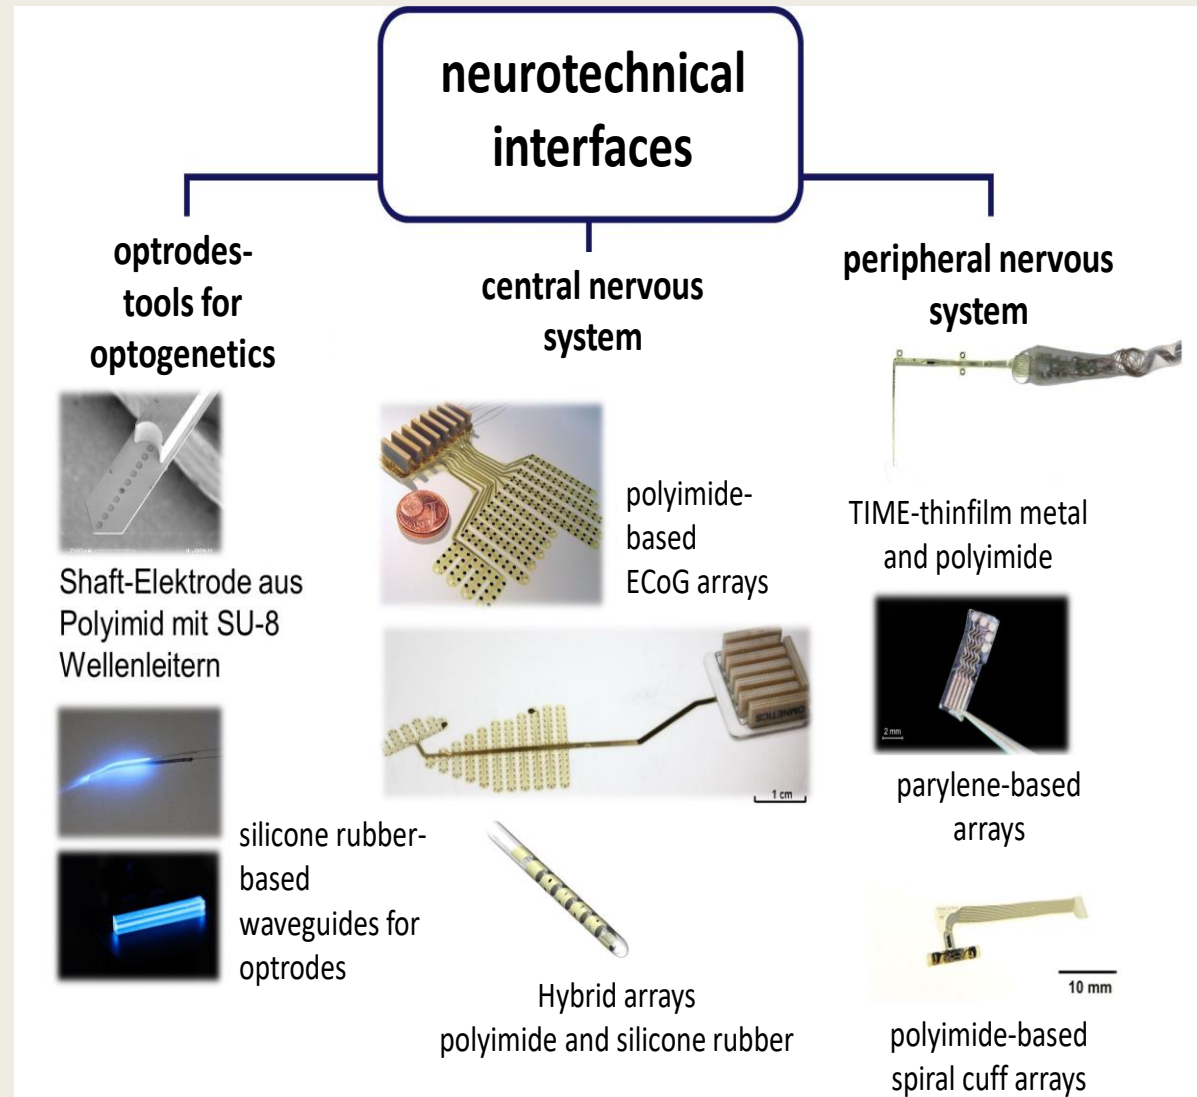 neurotechnical
interfaces
optrodes-
tools for
optogenetics
Shaft-Elektrode aus
Polyimid mit SU-8
Wellenleitern
silicone rubber-
based
waveguides for
optrodes
central nervous
system
polyimide-
based
ECoG arrays
OMNETICS
1 cm
Hybrid arrays
polyimide and silicone rubber
peripheral nervous
system
TIME-thinfilm metal
and polyimide
2 mm
parylene-based
arrays
10 mm
polyimide-based
spiral cuff arrays